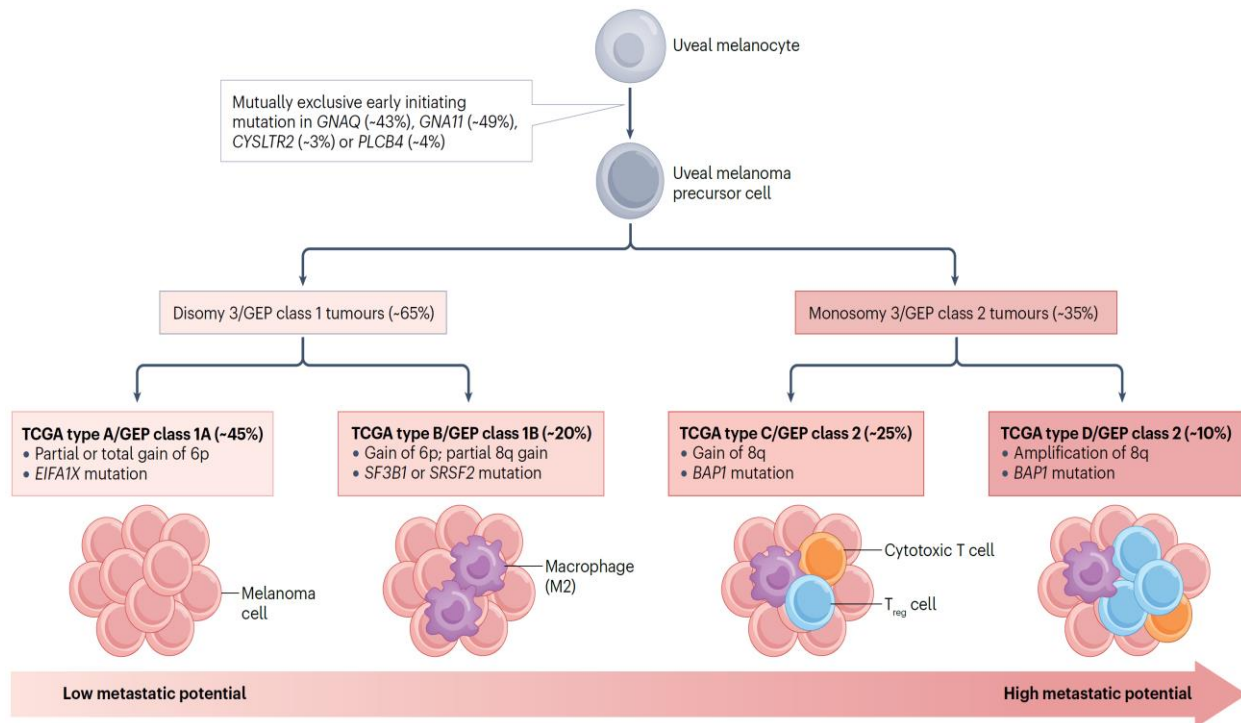 Uveal melanocyte
Mutually exclusive early initiating
mutation in GNAQ (~43%), GNA11 (~49%),
CYSLTR2 (~3%) or PLCB4 (~4%)
Uveal melanoma
precursor cell
Disomy 3/GEP class 1 tumours (~65%)
Monosomy 3/GEP class 2 tumours (~35%)
TCGA type A/GEP class 1A (~45%)
• Partial or total gain of 6p
• EIFA1X mutation
TCGA type B/GEP class 1B (~20%)
• Gain of 6p; partial 8q gain
• SF3B1 or SRSF2 mutation
TCGA type C/GEP class 2 (~25%)
• Gain of 8q
• BAP1 mutation
TCGA type D/GEP class 2 (~10%)
• Amplification of 8q
• BAP1 mutation
Melanoma
cell
Macrophage
(M2)
Cytotoxic T cell
Treg cell
Low metastatic potential
High metastatic potential